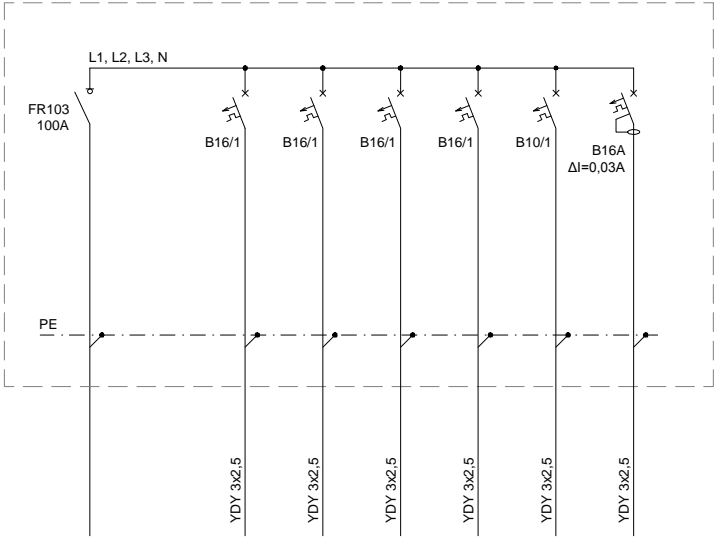 L1, L2, L3, N
FR103
100A
B16/1
B16/1
B16/1
B16/1
B10/1
B16A
ΔI=0,03A
PE
YDY 3x2,5
YDY 3x2,5
YDY 3x2,5
YDY 3x2,5
YDY 3x2,5
YDY 3x2,5